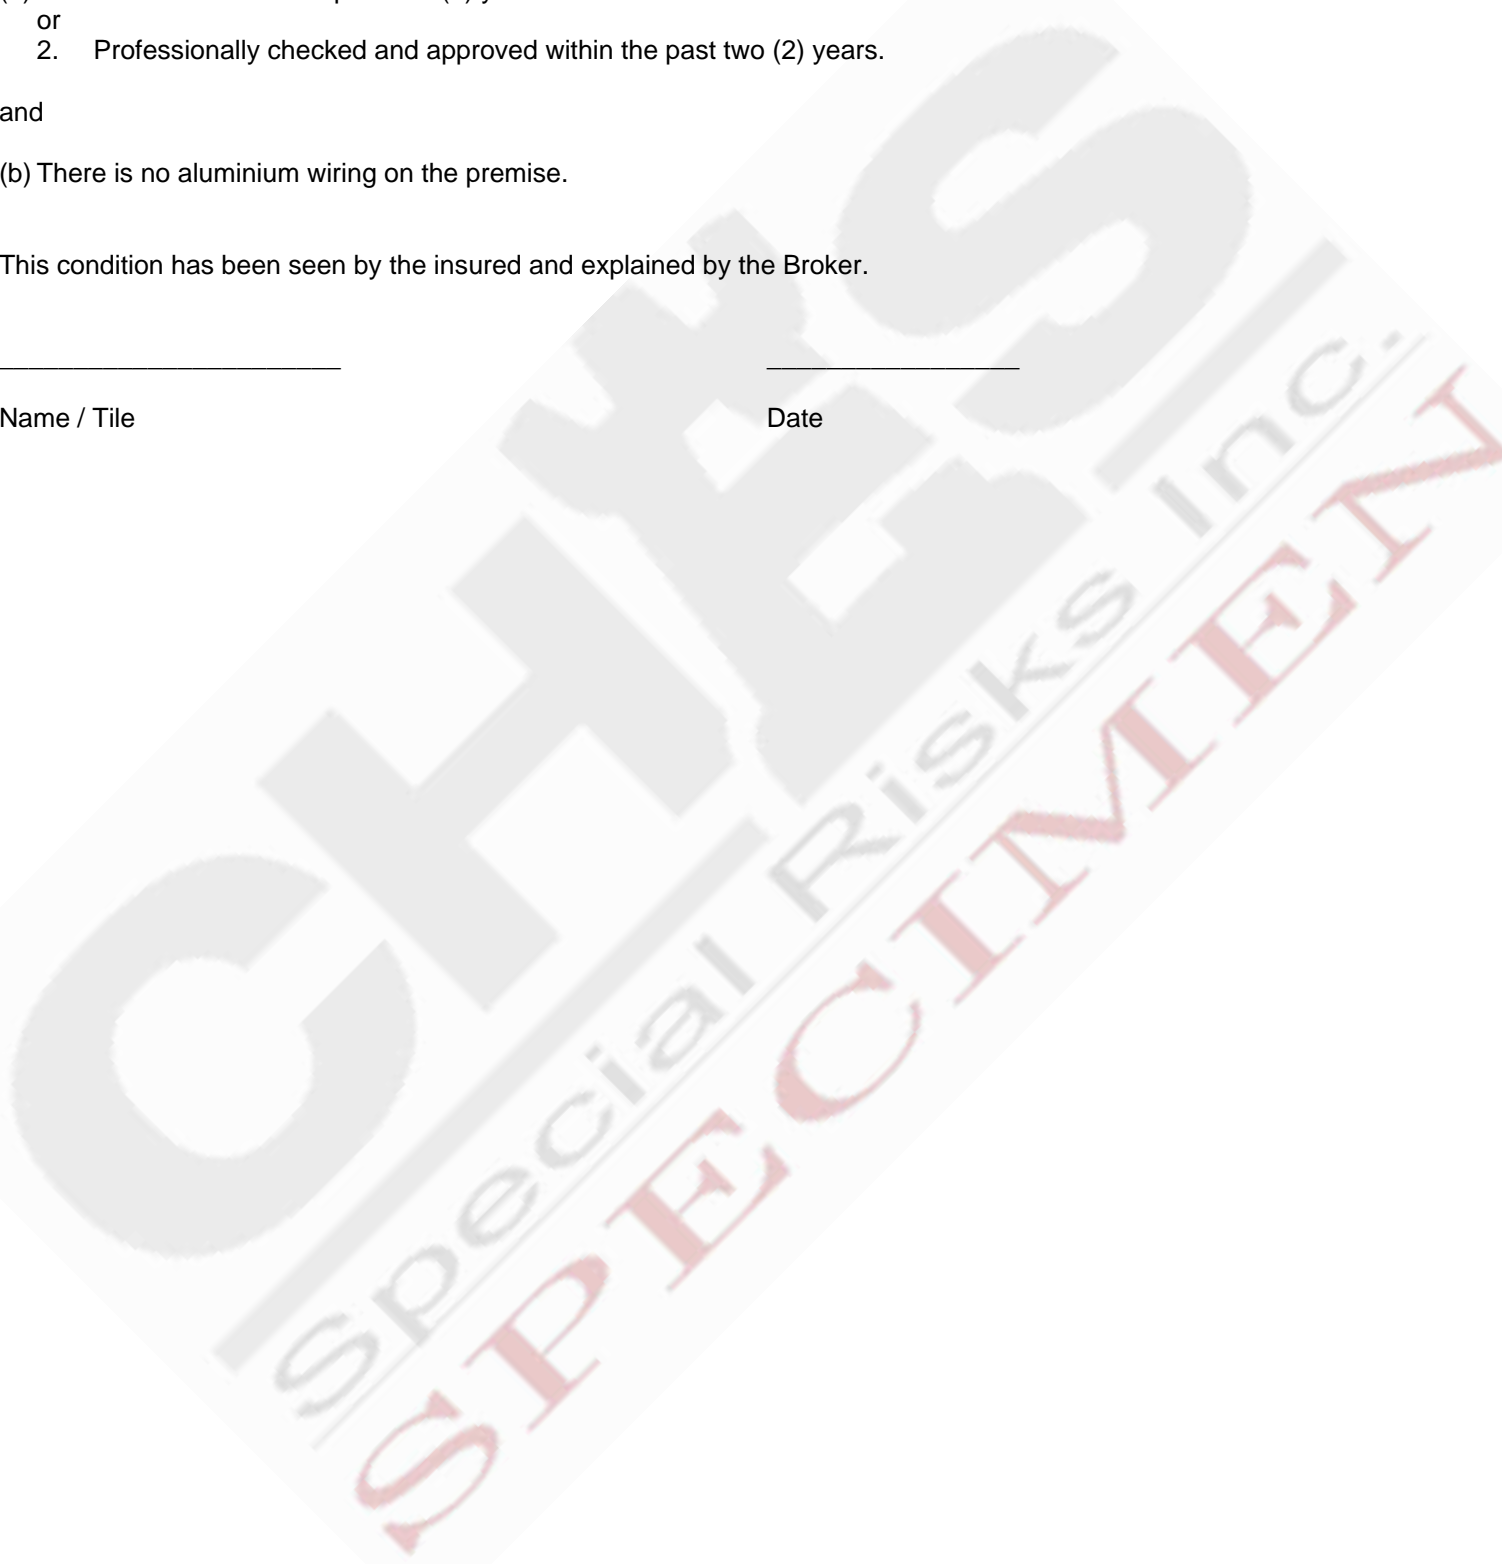 or
2. Professionally checked and approved within the past two (2) years.
and
(b) There is no aluminium wiring on the premise.
This condition has been seen by the insured and explained by the Broker.
_______________________ _________________
Name / Tile Date
CHES
Special Risks Inc.
SPECIMEN